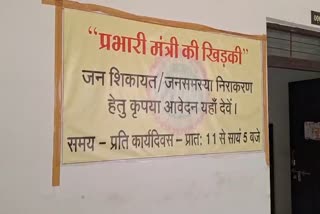 “प्रभारी मंत्री की खिड़की”
जन शिकायत/जनसमस्या निराकरण
हेतु कृपया आवेदन यहाँ देवें।
समय – प्रति कार्यदिवस – प्रातः 11 से सायं 5 बजे